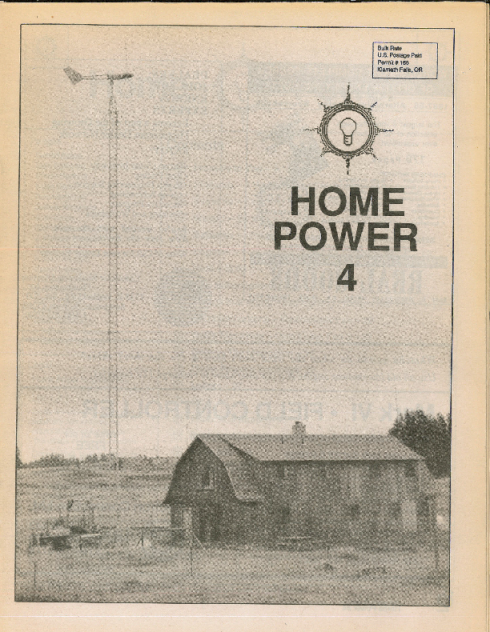 Bulk Rate
U.S. Postage Paid
Permit # 166
Klamath Falls, OR
HOME
POWER
4